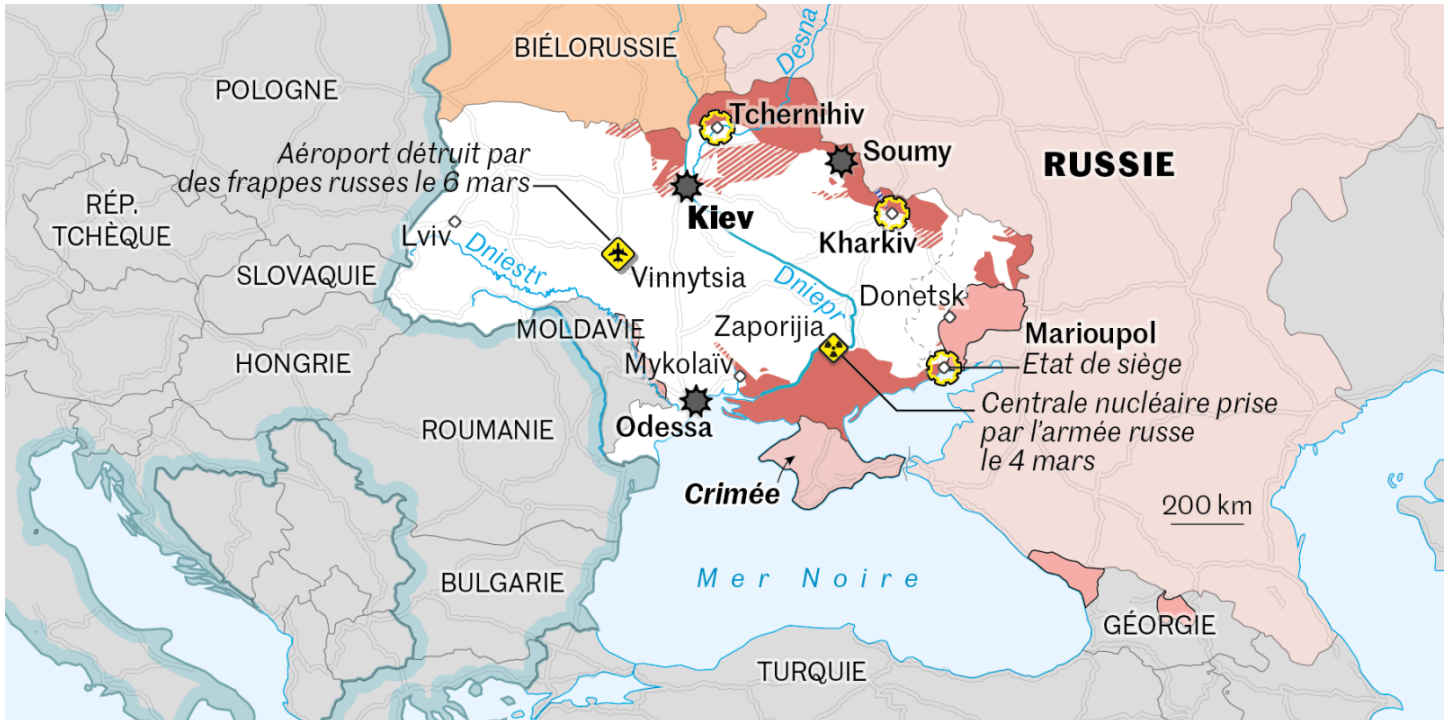 BIÉLORUSSIE
Desna
POLOGNE
Tchernihiv
Aéroport détruit par
des frappes russes le 6 mars
Soumy
RUSSIE
RÉP.
TCHÈQUE
Kiev
Lviv
Kharkiv
Dniestr
SLOVAQUIE
Vinnytsia
Dniepr
Donetsk
MOLDAVIE
Zaporijia
Marioupol
Etat de siège
HONGRIE
Mykolaïv
Centrale nucléaire prise
par l'armée russe
le 4 mars
ROUMANIE
Odessa
Crimée
200 km
Mer Noire
BULGARIE
GÉORGIE
TURQUIE